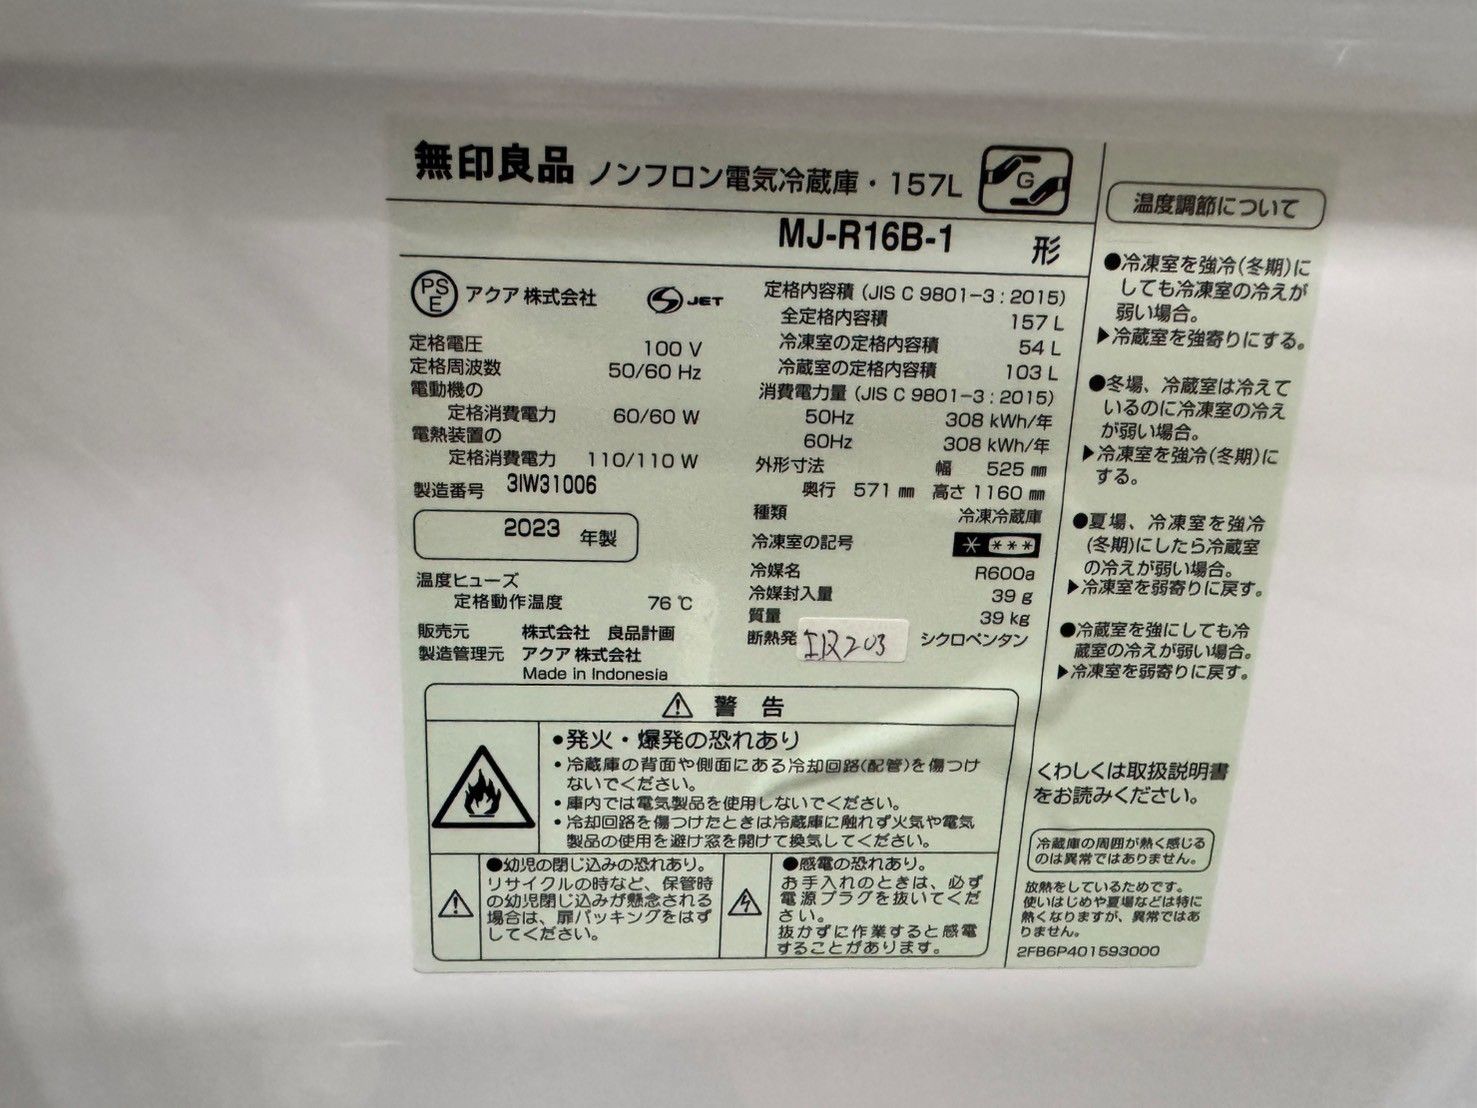 無印良品 ノンフロン電気冷蔵庫・157L G
MJ-R16B-1 形
PSE アクア株式会社 JET
定格電圧 100 V
定格周波数 50/60 Hz
電動機の
定格消費電力 60/60 W
電熱装置の
定格消費電力 110/110 W
製造番号 3IW31006
2023 年製
温度ヒューズ
定格動作温度 76 ℃
販売元 株式会社 良品計画
製造管理元 アクア株式会社
Made in Indonesia
定格内容積 (JIS C 9801-3:2015)
全定格内容積 157 L
冷凍室の定格内容積 54 L
冷蔵室の定格内容積 103 L
消費電力量 (JIS C 9801-3:2015)
50Hz 308 kWh/年
60Hz 308 kWh/年
外形寸法 幅 525 mm
奥行 571 mm 高さ 1160 mm
種類 冷凍冷蔵庫
冷凍室の記号 * ***
冷媒名 R600a
冷媒封入量 39 g
質量 39 kg
断熱発 シクロペンタン
警告
●発火・爆発の恐れあり
・冷蔵庫の背面や側面にある冷却回路(配管)を傷つけ
ないでください。
・庫内では電気製品を使用しないでください。
・冷却回路を傷つけたときは冷蔵庫に触れず火気や電気
製品の使用を避け窓を開けて換気してください。
●幼児の閉じ込みの恐れあり。
リサイクルの時など、保管時
の幼児閉じ込みが懸念される
場合は、扉パッキングをはず
してください。
●感電の恐れあり。
お手入れのときは、必ず
電源プラグを抜いてくだ
さい。
抜かずに作業すると感電
することがあります。
温度調節について
●冷凍室を強冷(冬期)に
しても冷凍室の冷えが
弱い場合。
▶冷蔵室を強寄りにする。
●冬場、冷蔵室は冷えて
いるのに冷凍室の冷え
が弱い場合。
▶冷凍室を強冷(冬期)に
する。
●夏場、冷凍室を強冷
(冬期)にしたら冷蔵室
の冷えが弱い場合。
▶冷凍室を弱寄りに戻す。
●冷蔵室を強にしても冷
蔵室の冷えが弱い場合。
▶冷凍室を弱寄りに戻す。
くわしくは取扱説明書
をお読みください。
冷蔵庫の周囲が熱く感じる
のは異常ではありません。
放熱をしているためです。
使いはじめや夏場などは特に
熱くなりますが、異常ではあ
りません。
2FB6P401593000